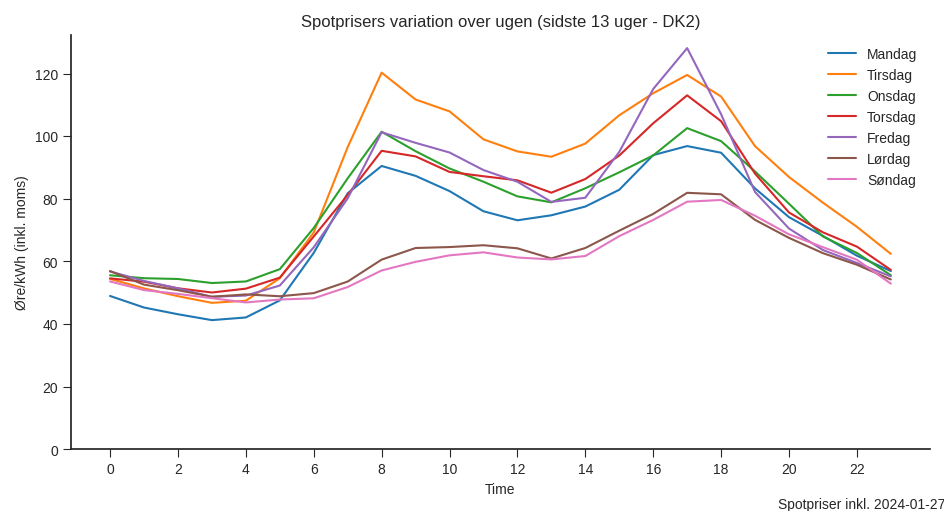 Spotprisers variation over ugen (sidste 13 uger - DK2)
Øre/kWh (inkl. moms)
120
100
80
60
40
20
0
0 2 4 6 8 10 12 14 16 18 20 22
Time
Mandag
Tirsdag
Onsdag
Torsdag
Fredag
Lørdag
Søndag
Spotpriser inkl. 2024-01-27